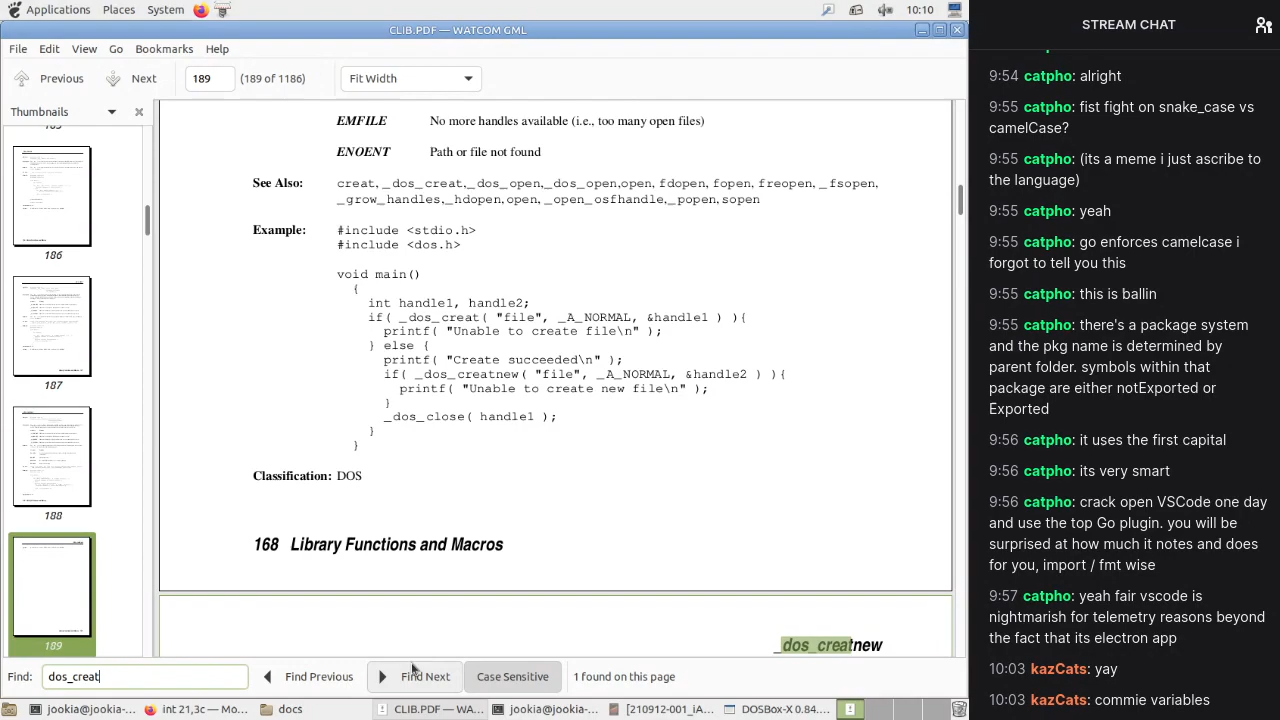 Applications Places System 10:10
CLIB.PDF — WATCOM GML
File Edit View Go Bookmarks Help
Previous Next 189 (189 of 1186) Fit Width
Thumbnails
186
187
188
189
EMFILE No more handles available (i.e., too many open files)
ENOENT Path or file not found
See Also: creat, _dos_creat, _dos_open, _dos_open, open, fdopen, fopen, freopen, _fsopen,
_grow_handles, _hdopen, open, _open_osfhandle, _popen, sopen
Example: #include <stdio.h>
#include <dos.h>
void main()
{
int handle1, handle2;
if( _dos_creat( "file", _A_NORMAL, &handle1 ) ){
printf( "Unable to create file\n" );
} else {
printf( "Create succeeded\n" );
if( _dos_creatnew( "file", _A_NORMAL, &handle2 ) ){
printf( "Unable to create new file\n" );
}
_dos_close( handle1 );
}
}
Classification: DOS
168 Library Functions and Macros
_dos_creatnew
Find: dos_creat Find Previous Find Next Case Sensitive 1 found on this page
jookia@jookia-... int 21,3c — Mo... docs CLIB.PDF — WA... jookia@jookia-... [210912-001_iA... DOSBox-X 0.84....
STREAM CHAT
9:54 catpho: alright
9:55 catpho: fist fight on snake_case vs
camelCase?
9:55 catpho: (its a meme i just ascribe to
the language)
9:55 catpho: yeah
9:55 catpho: go enforces camelcase i
forgot to tell you this
9:55 catpho: this is ballin
9:55 catpho: there's a package system
and the pkg name is determined by
parent folder. symbols within that
package are either notExported or
Exported
9:56 catpho: it uses the first capital
9:56 catpho: its very smart
9:56 catpho: crack open VSCode one day
and use the top Go plugin. you will be
surprised at how much it notes and does
for you, import / fmt wise
9:57 catpho: yeah fair vscode is
nightmarish for telemetry reasons beyond
the fact that its electron app
10:03 kazCats: yay
10:03 kazCats: commie variables